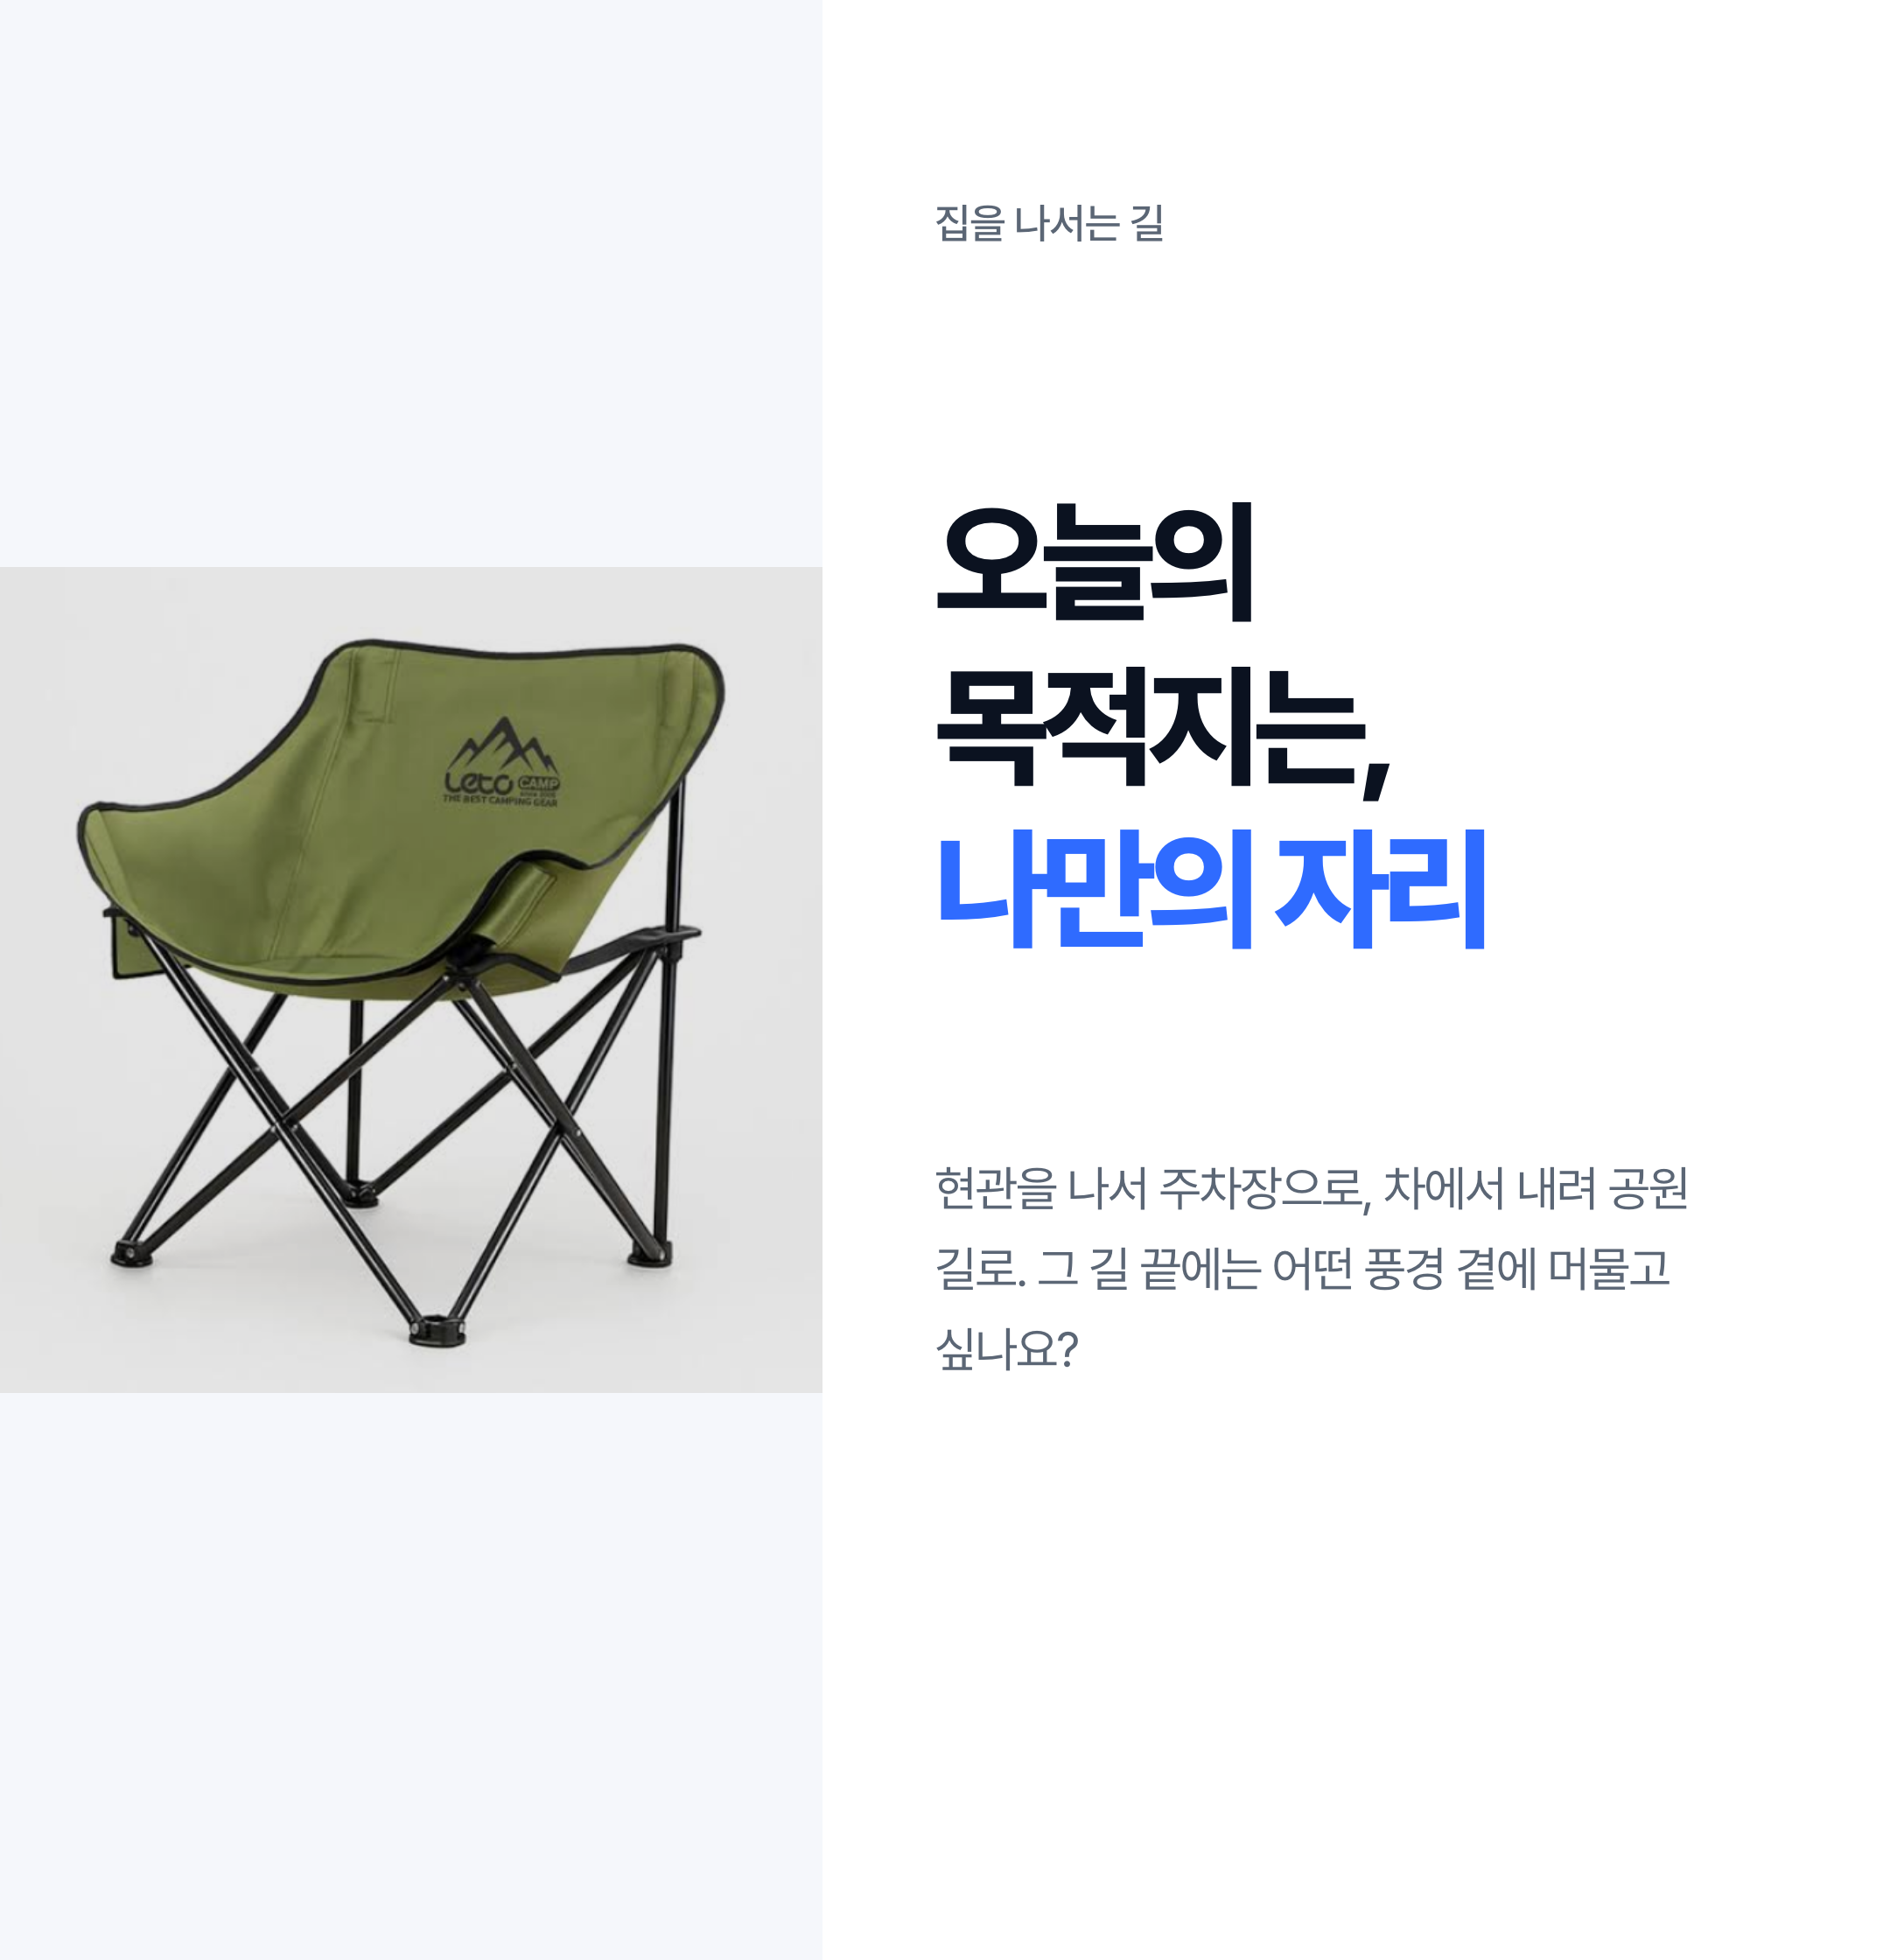 집을 나서는 길
오늘의
목적지는,
나만의 자리
현관을 나서 주차장으로, 차에서 내려 공원
길로. 그 길 끝에는 어떤 풍경 곁에 머물고
싶나요?
Leto CAMP
THE BEST CAMPING GEAR